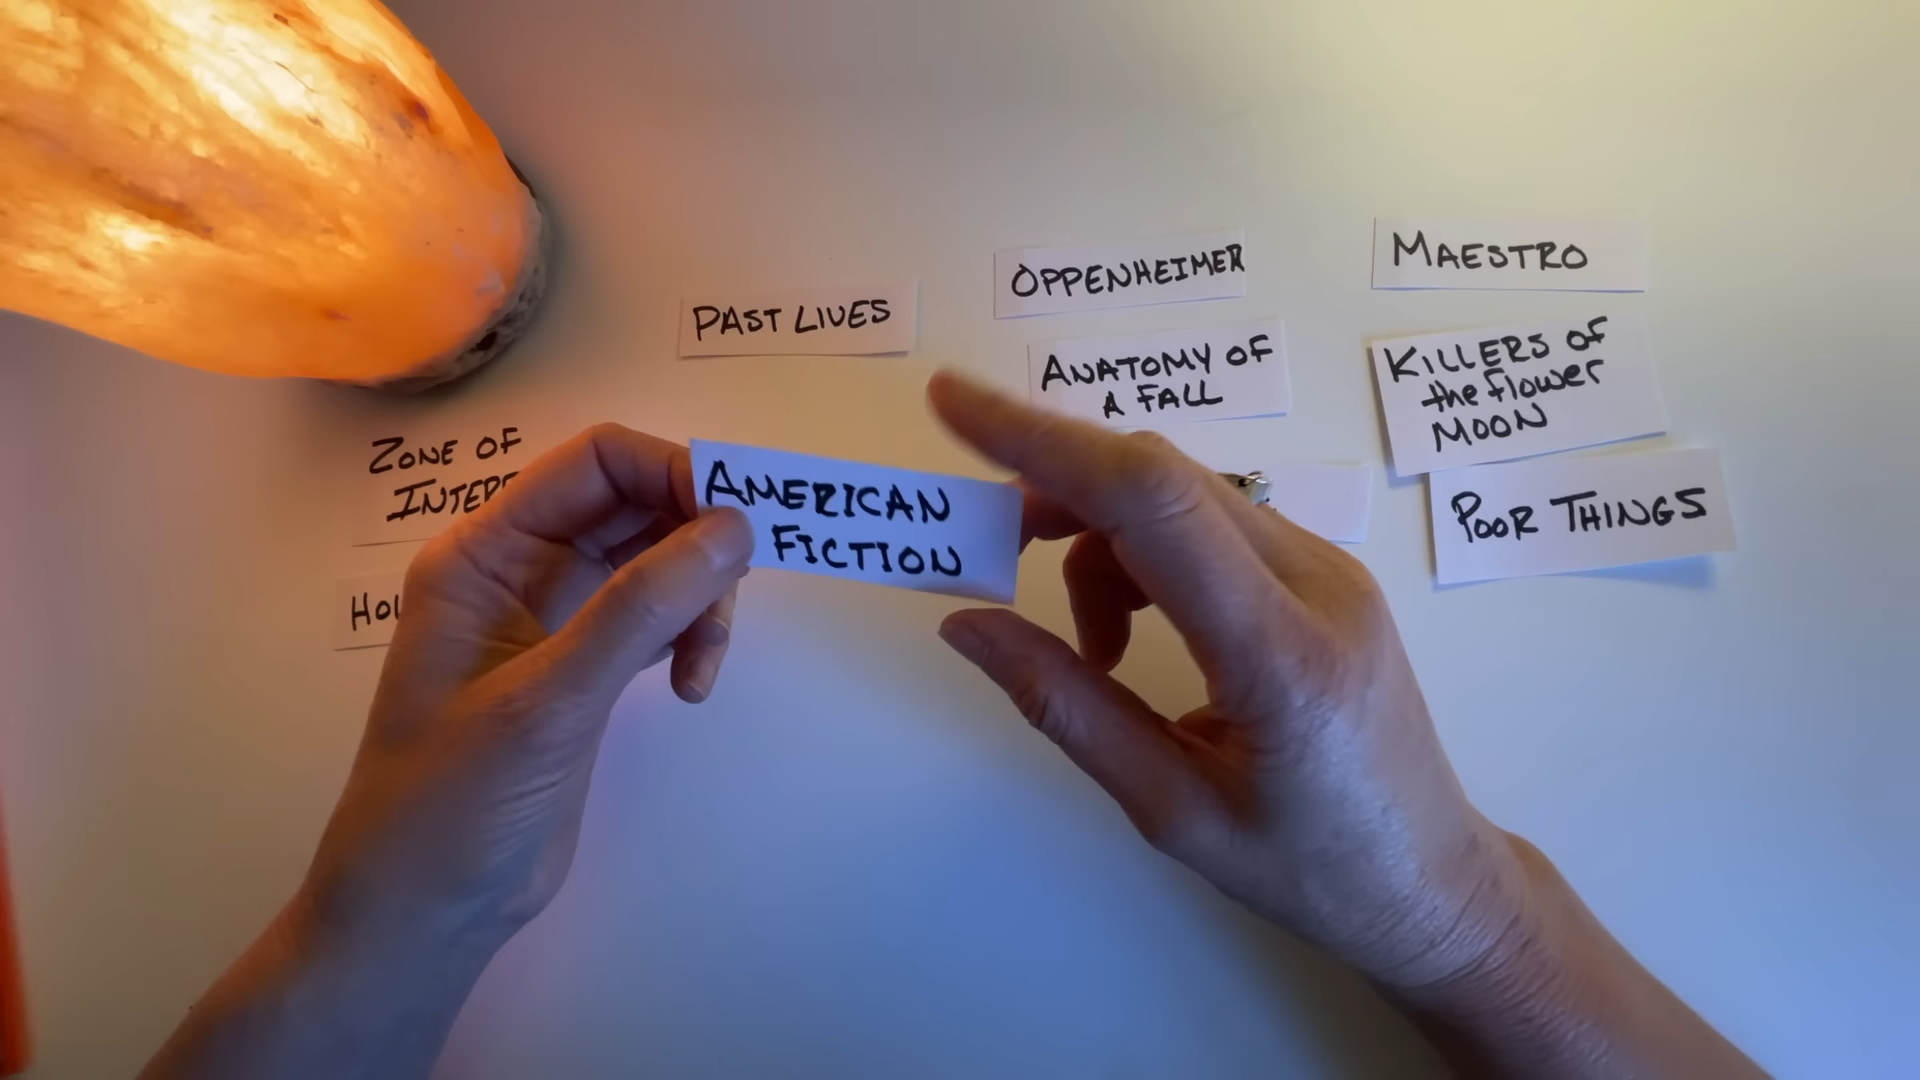 PAST LIVES
OPPENHEIMER
MAESTRO
ANATOMY OF
A FALL
KILLERS OF
the flower
MOON
ZONE OF
AMERICAN
FICTION
POOR THINGS